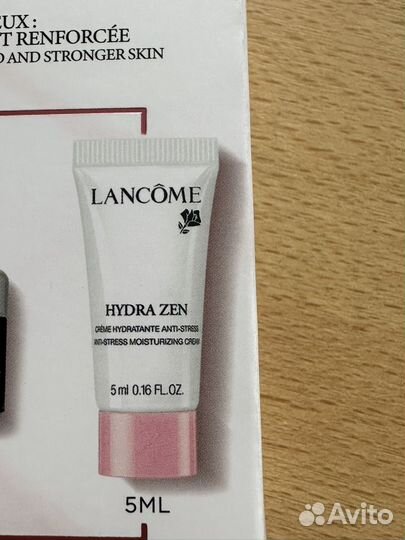 EUX :
T RENFORCÉE
D AND STRONGER SKIN
LANCÔME
HYDRA ZEN
CRÈME HYDRATANTE ANTI-STRESS
ANTI-STRESS MOISTURIZING CREAM
5 ml 0.16 FL.OZ.
5ML
Avito